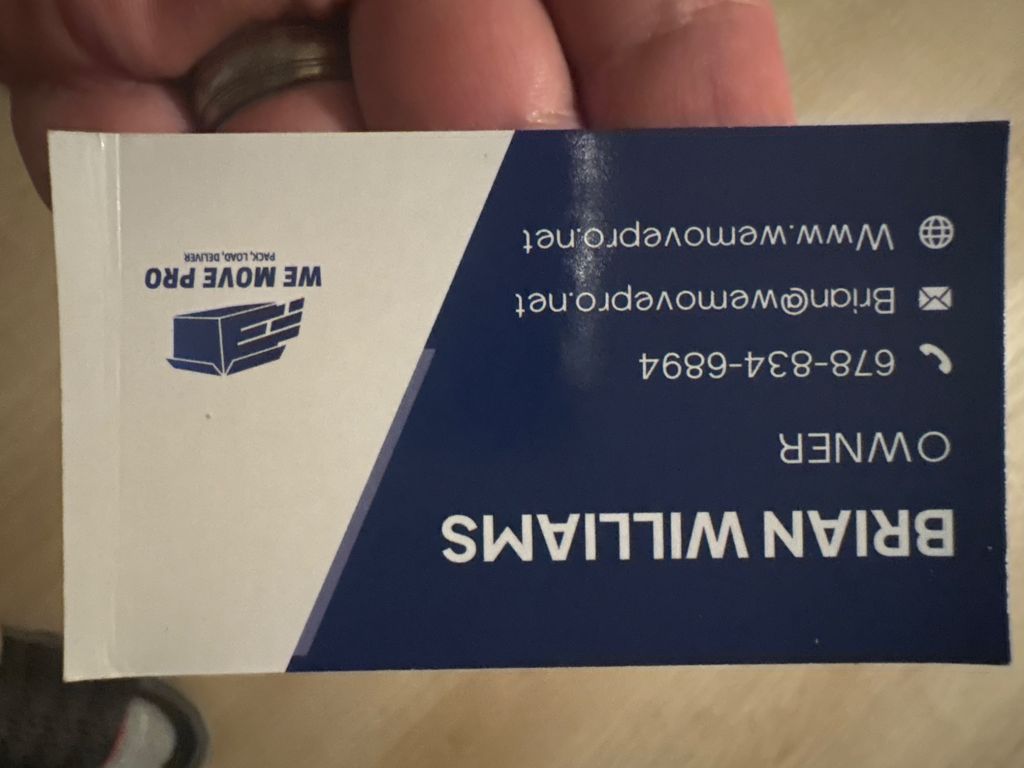 BRIAN WILLIAMS
OWNER
678-834-6894
Brian@wemovepro.net
Www.wemovepro.net
WE MOVE PRO
PACK, LOAD, DELIVER